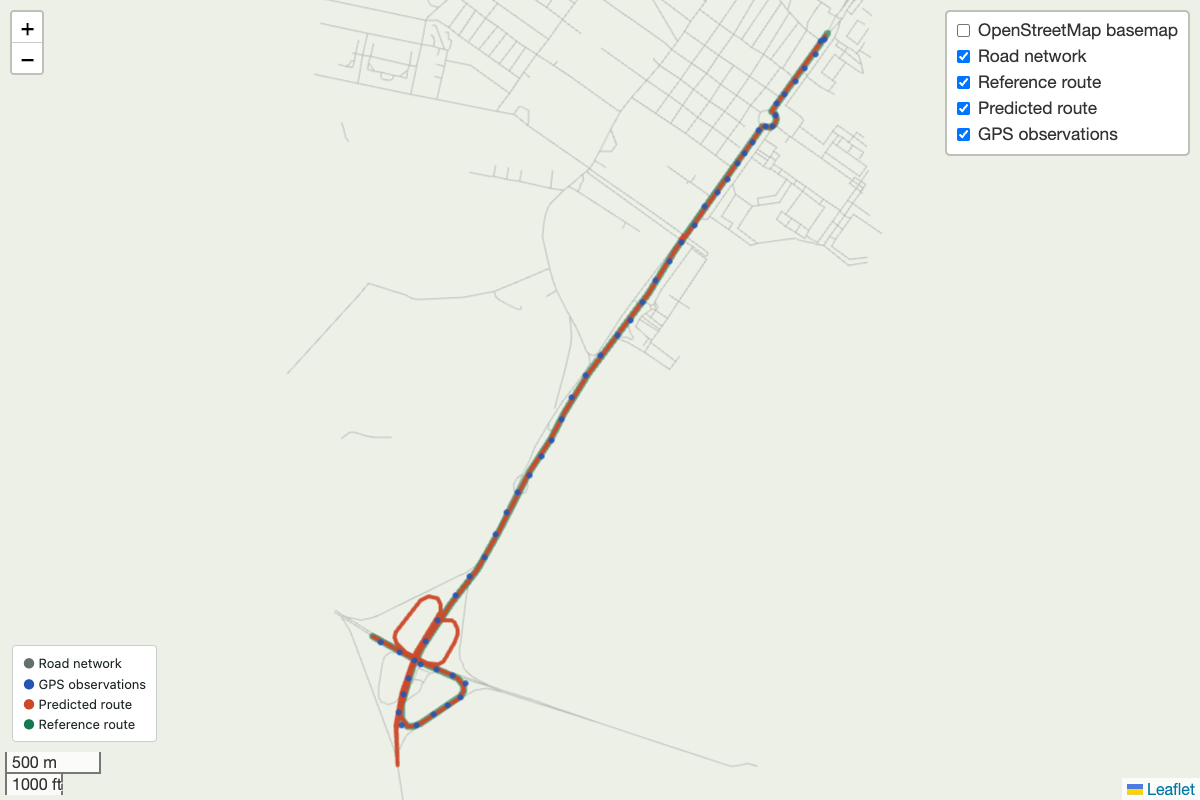 +
−
OpenStreetMap basemap
Road network
Reference route
Predicted route
GPS observations
Road network
GPS observations
Predicted route
Reference route
500 m
1000 ft
Leaflet